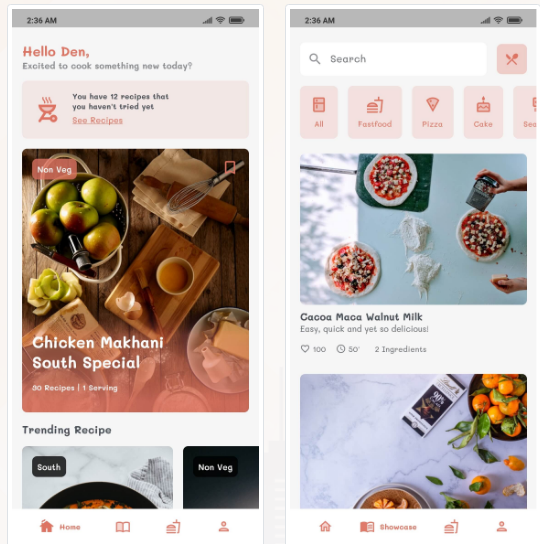 2:36 AM
Hello Den,
Excited to cook something new today?
You have 12 recipes that
you haven't tried yet
See Recipes
Non Veg
Chicken Makhani
South Special
30 Recipes | 1 Serving
Trending Recipe
South
Non Veg
Home
2:36 AM
Search
All
Fastfood
Pizza
Cake
Sea
Cacoa Maca Walnut Milk
Easy, quick and yet so delicious!
100
50'
2 Ingredients
90%
Showcase